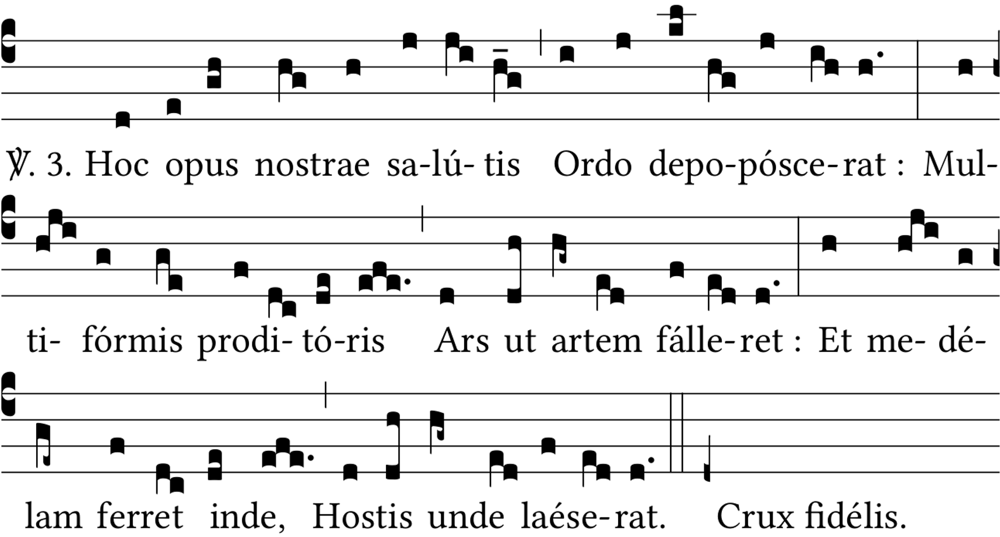 ℣. 3. Hoc opus nostrae sa-lú-tis Ordo depo-pósce-rat : Mul-
ti- fórmis prodi-tó-ris Ars ut artem fálle-ret : Et me-dé-
lam ferret inde, Hostis unde laése-rat. Crux fidélis.